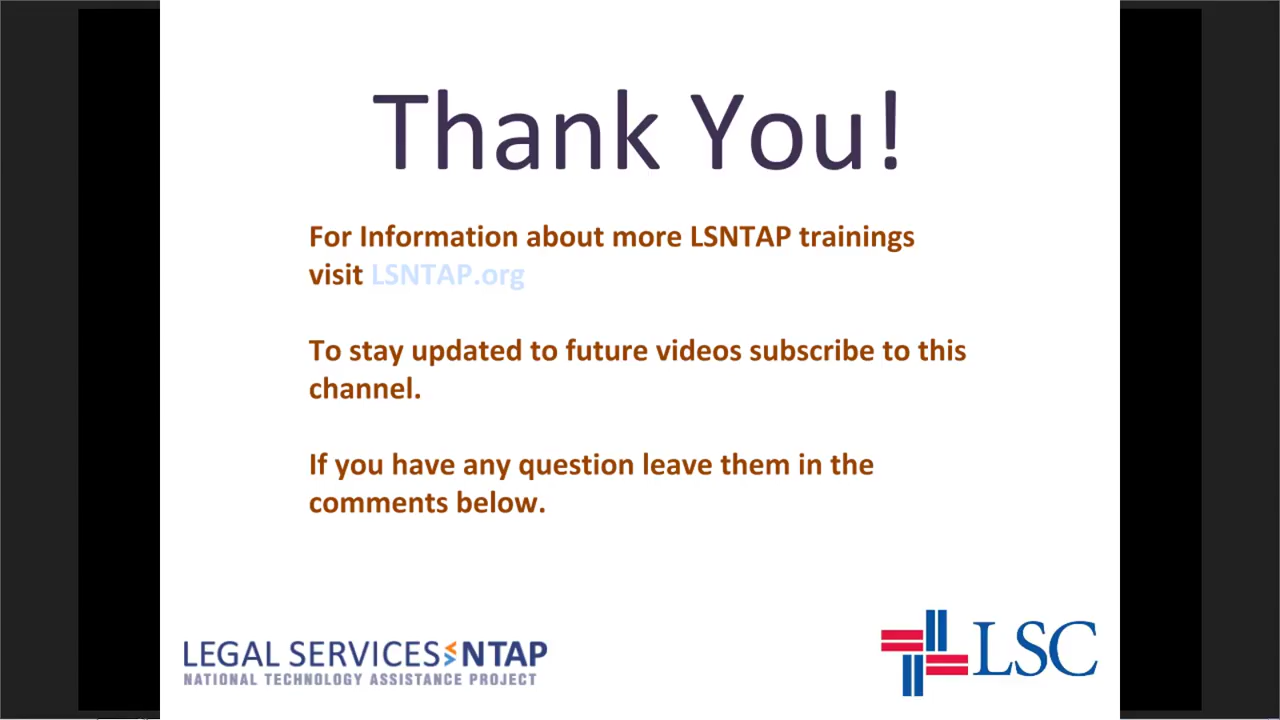 Thank You!
For Information about more LSNTAP trainings
visit LSNTAP.org
To stay updated to future videos subscribe to this
channel.
If you have any question leave them in the
comments below.
LEGAL SERVICES NTAP
NATIONAL TECHNOLOGY ASSISTANCE PROJECT
LSC